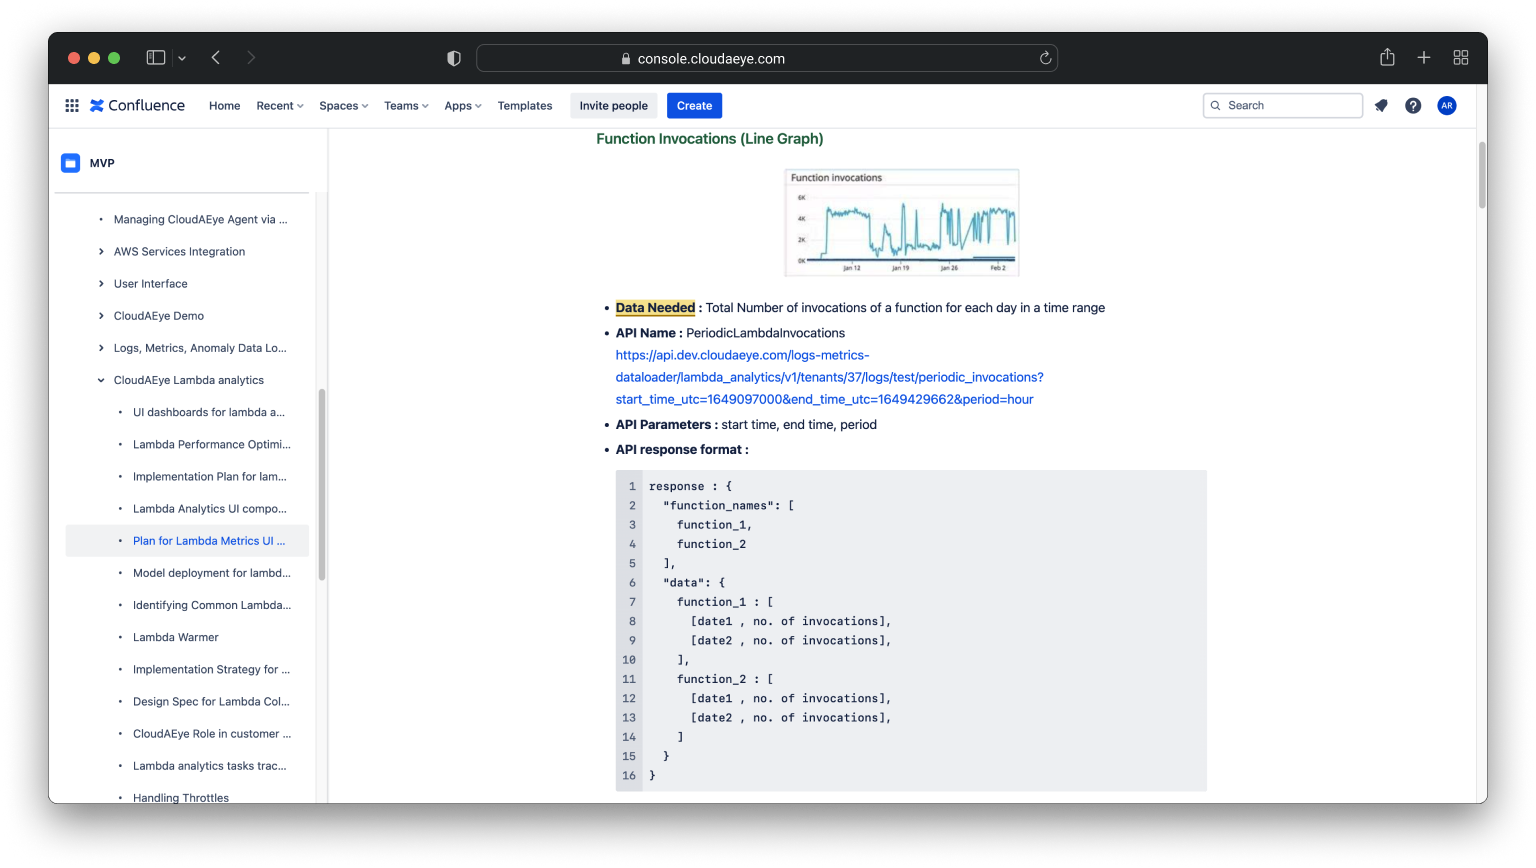 console.cloudaeye.com
Confluence
Home
Recent
Spaces
Teams
Apps
Templates
Invite people
Create
Search
AR
MVP
Managing CloudAEye Agent via ...
AWS Services Integration
User Interface
CloudAEye Demo
Logs, Metrics, Anomaly Data Lo...
CloudAEye Lambda analytics
UI dashboards for lambda a...
Lambda Performance Optimi...
Implementation Plan for lam...
Lambda Analytics UI compo...
Plan for Lambda Metrics UI ...
Model deployment for lambd...
Identifying Common Lambda...
Lambda Warmer
Implementation Strategy for ...
Design Spec for Lambda Col...
CloudAEye Role in customer ...
Lambda analytics tasks trac...
Handling Throttles
Function Invocations (Line Graph)
Function invocations
6K
4K
2K
0K
Jan 12
Jan 19
Jan 26
Feb 2
• Data Needed : Total Number of invocations of a function for each day in a time range
• API Name : PeriodicLambdaInvocations
https://api.dev.cloudaeye.com/logs-metrics-
dataloader/lambda_analytics/v1/tenants/37/logs/test/periodic_invocations?
start_time_utc=1649097000&end_time_utc=1649429662&period=hour
• API Parameters : start time, end time, period
• API response format :
1 response : {
2 "function_names": [
3 function_1,
4 function_2
5 ],
6 "data": {
7 function_1 : [
8 [date1 , no. of invocations],
9 [date2 , no. of invocations],
10 ],
11 function_2 : [
12 [date1 , no. of invocations],
13 [date2 , no. of invocations],
14 ]
15 }
16 }